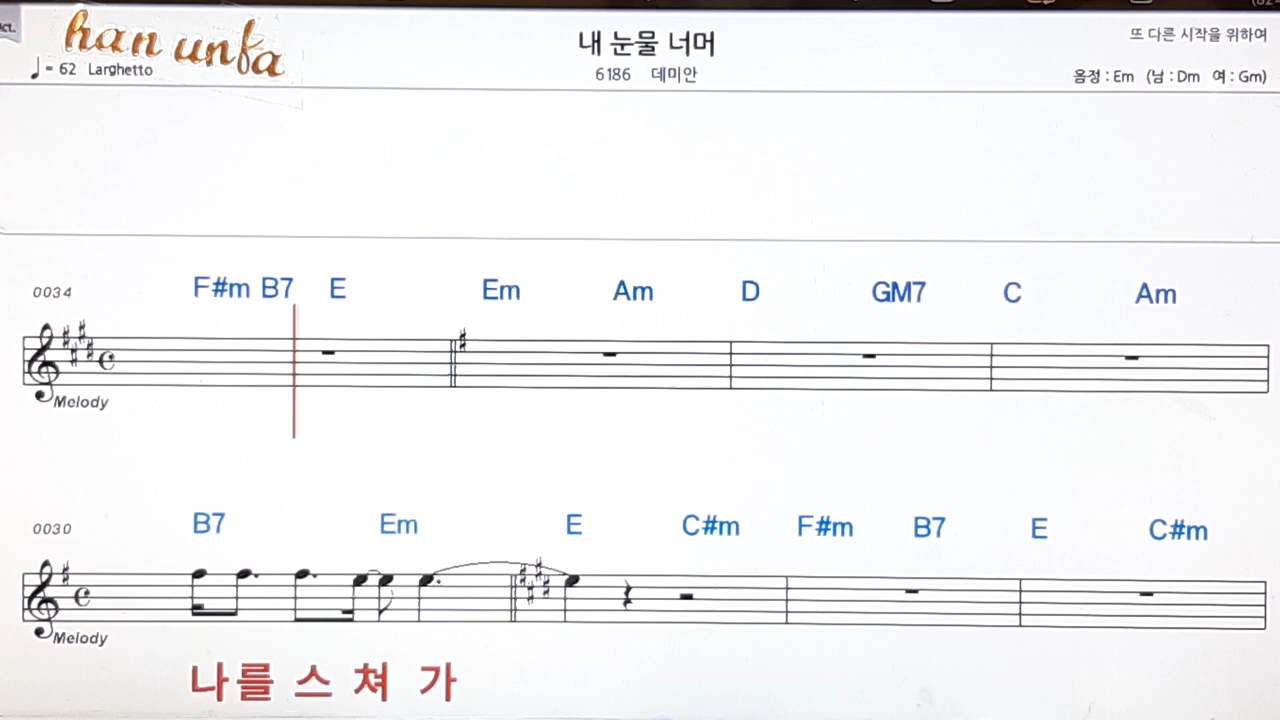 han unfa
♩= 62 Larghetto
내 눈물 너머
6186 데미안
또 다른 시작을 위하여
음정 : Em (남 : Dm 여 : Gm)
0034
F#m B7 E Em Am D GM7 C Am
Melody
0030
B7 Em E C#m F#m B7 E C#m
Melody
나를 스 쳐 가